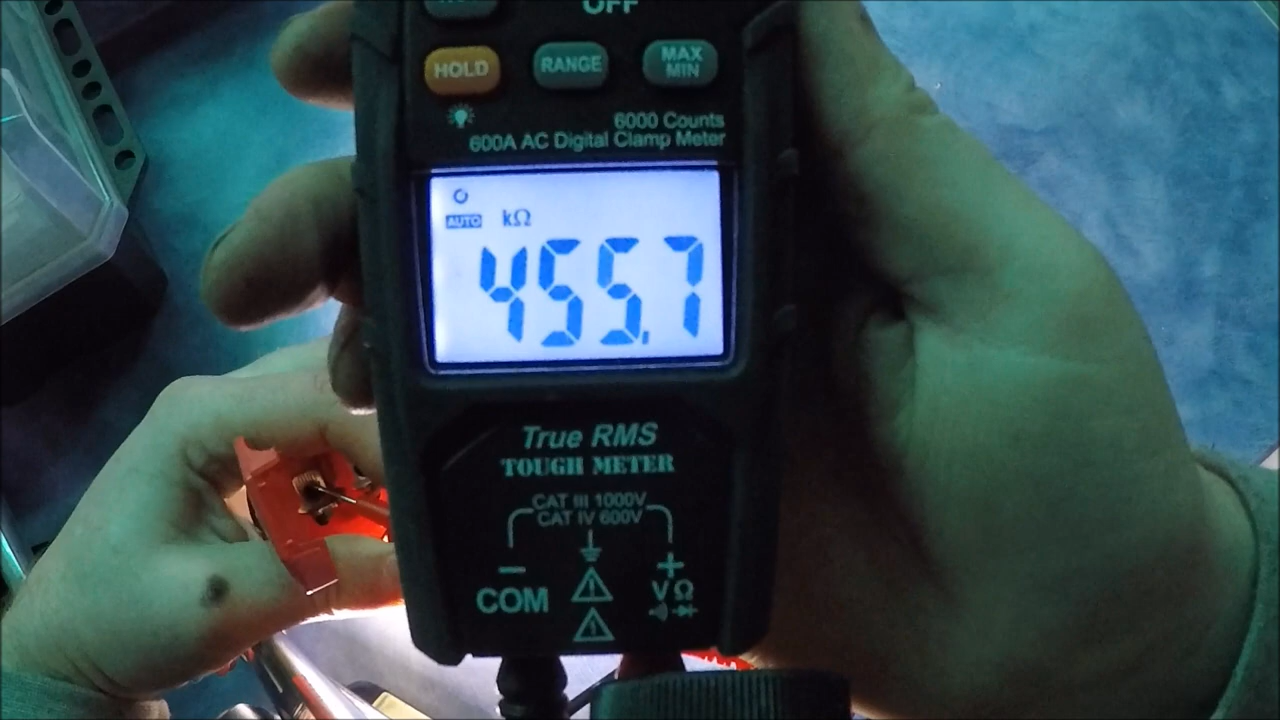 OFF
HOLD RANGE MAX MIN
6000 Counts
600A AC Digital Clamp Meter
AUTO kΩ
455.7
True RMS
TOUGH METER
CAT III 1000V
CAT IV 600V
− +
COM VΩ